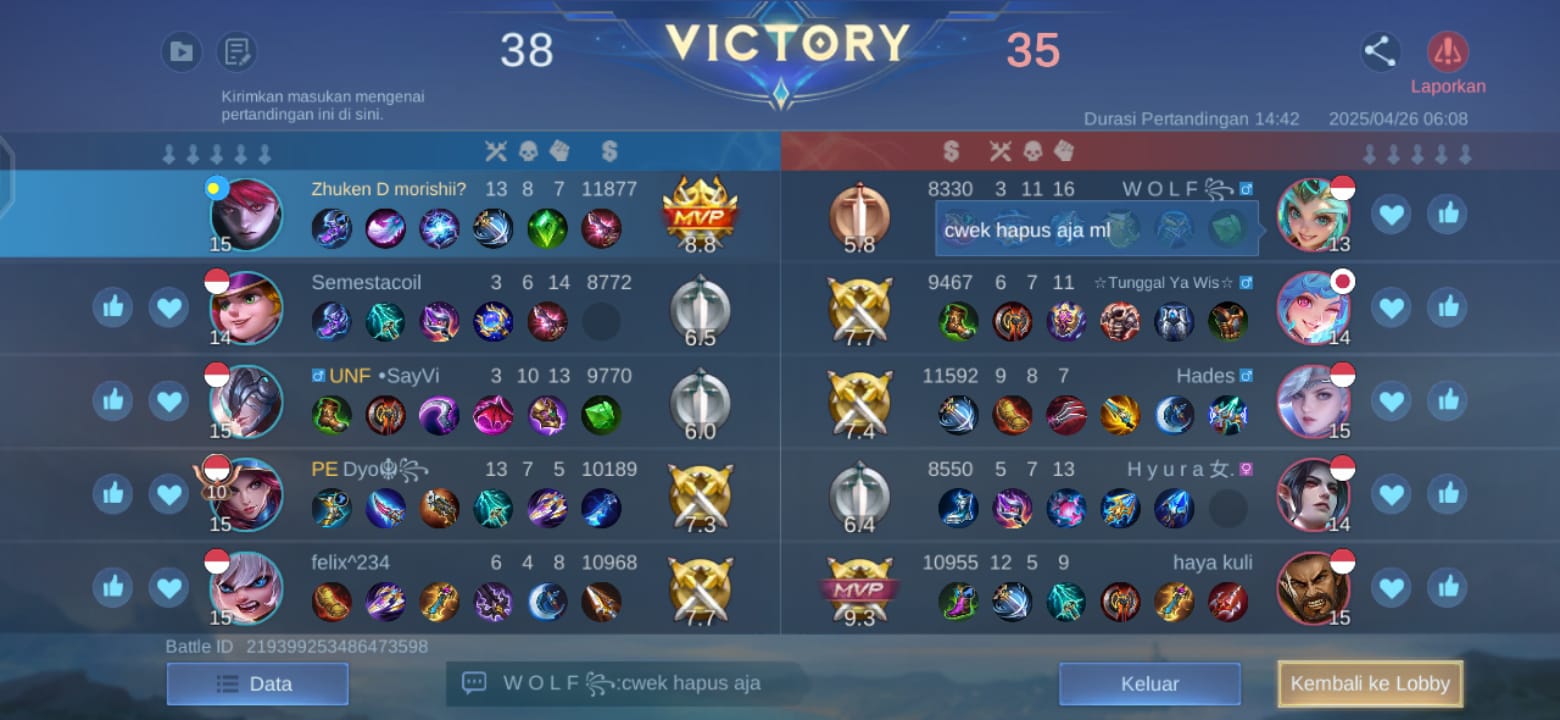 38 VICTORY 35
Laporkan
Kirimkan masukan mengenai
pertandingan ini di sini.
Durasi Pertandingan 14:42 2025/04/26 06:08
15 Zhuken D morishii? 13 8 7 11877 MVP 8.8
5.8 8330 3 11 16 W O L F 13
cwek hapus aja ml
14 Semestacoil 3 6 14 8772 6.5
7.7 9467 6 7 11 ☆Tunggal Ya Wis☆ 14
15 UNF •SayVi 3 10 13 9770 6.0
7.4 11592 9 8 7 Hades 15
10 15 PE Dyo☬ 13 7 5 10189 7.3
6.4 8550 5 7 13 H y u r a 女. 14
15 felix^234 6 4 8 10968 7.7
MVP 9.3 10955 12 5 9 haya kuli 15
Battle ID 219399253486473598
Data
W O L F :cwek hapus aja
Keluar
Kembali ke Lobby